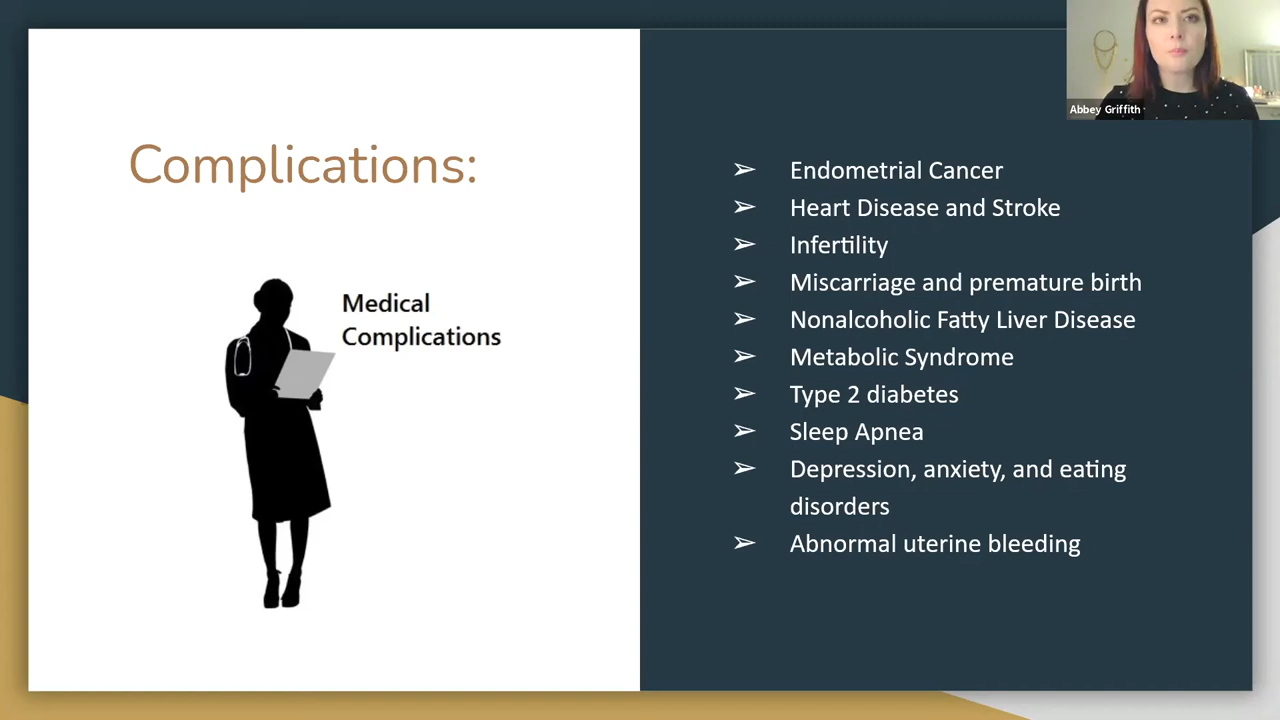 Abbey Griffith
Complications:
Medical
Complications
➢ Endometrial Cancer
➢ Heart Disease and Stroke
➢ Infertility
➢ Miscarriage and premature birth
➢ Nonalcoholic Fatty Liver Disease
➢ Metabolic Syndrome
➢ Type 2 diabetes
➢ Sleep Apnea
➢ Depression, anxiety, and eating
disorders
➢ Abnormal uterine bleeding